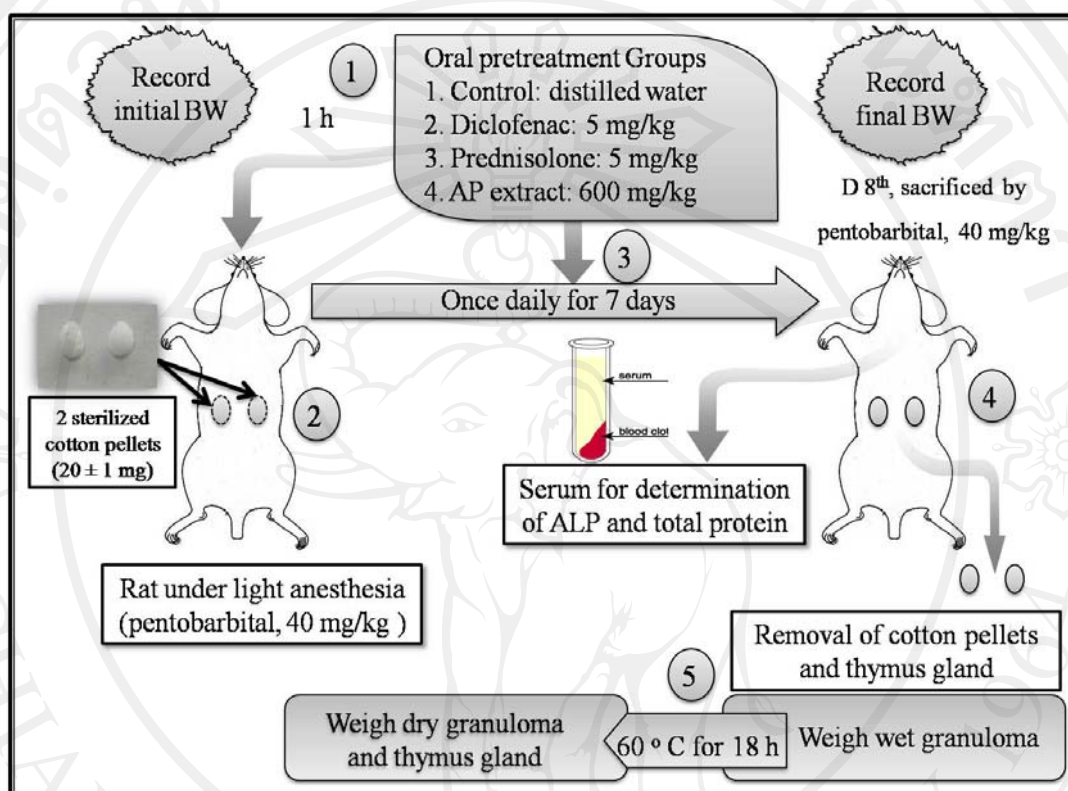 Record
initial BW
1
1 h
Oral pretreatment Groups
1. Control: distilled water
2. Diclofenac: 5 mg/kg
3. Prednisolone: 5 mg/kg
4. AP extract: 600 mg/kg
Record
final BW
D 8th, sacrificed by
pentobarbital, 40 mg/kg
3
Once daily for 7 days
2 sterilized
cotton pellets
(20 ± 1 mg)
2
serum
blood clot
4
Serum for determination
of ALP and total protein
Rat under light anesthesia
(pentobarbital, 40 mg/kg )
Removal of cotton pellets
and thymus gland
5
Weigh dry granuloma
and thymus gland
60 º C for 18 h
Weigh wet granuloma